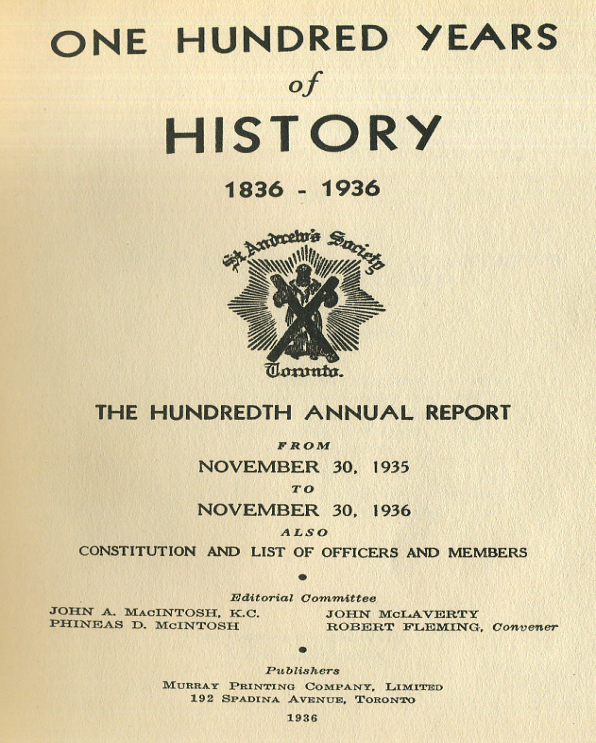 ONE HUNDRED YEARS
of
HISTORY
1836 - 1936
St Andrew's Society
Toronto.
THE HUNDREDTH ANNUAL REPORT
FROM
NOVEMBER 30, 1935
TO
NOVEMBER 30, 1936
ALSO
CONSTITUTION AND LIST OF OFFICERS AND MEMBERS
Editorial Committee
JOHN A. MACINTOSH, K.C.
PHINEAS D. MCINTOSH
JOHN MCLAVERTY
ROBERT FLEMING, Convener
Publishers
MURRAY PRINTING COMPANY, LIMITED
192 SPADINA AVENUE, TORONTO
1936